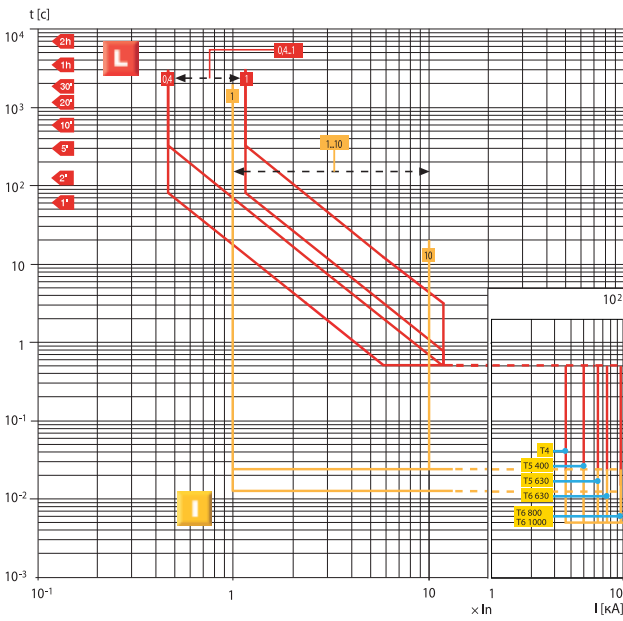 t [c]
10⁴
2h
L
0,4...1
1h
0,4
1
30'
20'
1
10³
10'
5'
1...10
2'
10²
1'
10
10
10²
1
10⁻¹
T4
T5 400
T5 630
10⁻²
I
T6 630
T6 800
T6 1000
10⁻³
10⁻¹
1
10
1
10
× In
I [кА]